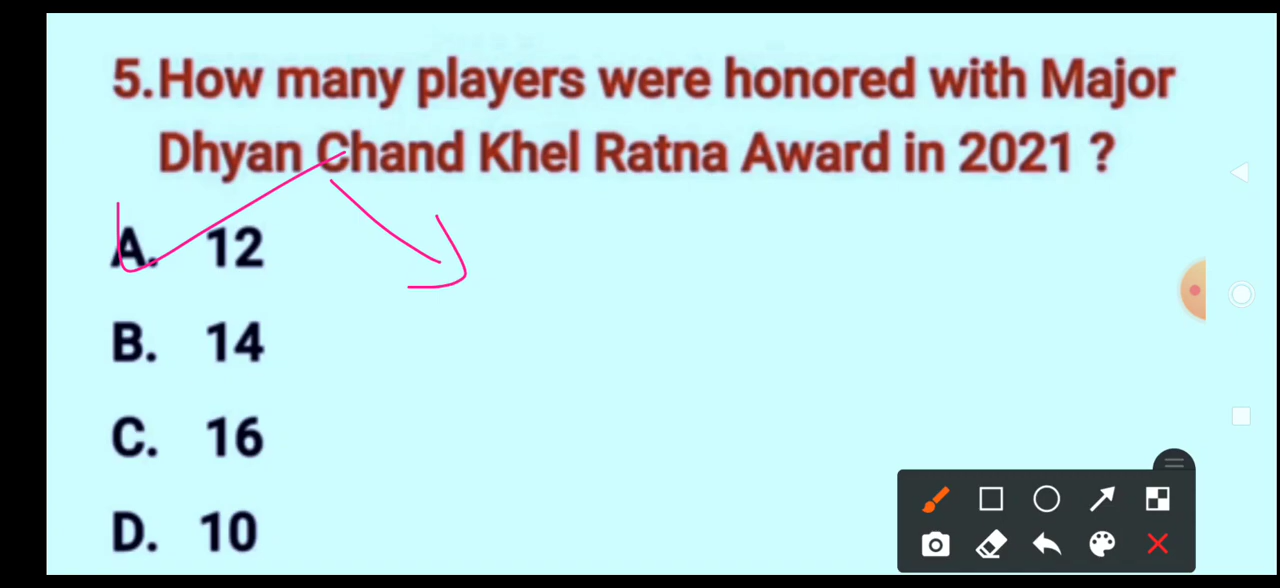 5.How many players were honored with Major
Dhyan Chand Khel Ratna Award in 2021 ?
A. 12
B. 14
C. 16
D. 10